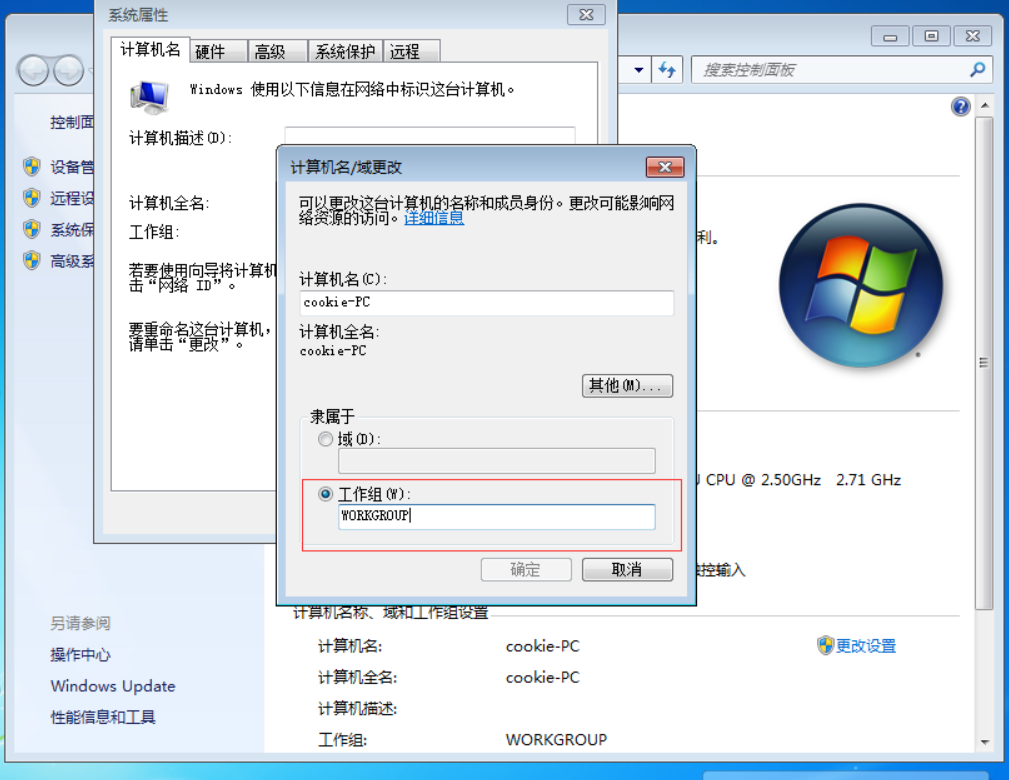 系统属性
计算机名
硬件
高级
系统保护
远程
Windows 使用以下信息在网络中标识这台计算机。
计算机描述(D):
计算机全名:
工作组:
若要使用向导将计算机
击“网络 ID”。
要重命名这台计算机，
请单击“更改”。
搜索控制面板
控制面
设备管
远程设
系统保
高级系
计算机名/域更改
可以更改这台计算机的名称和成员身份。更改可能影响网
络资源的访问。详细信息
计算机名(C):
cookie-PC
计算机全名:
cookie-PC
其他(M)...
隶属于
域(D):
工作组(W):
WORKGROUP
确定
取消
利。
CPU @ 2.50GHz 2.71 GHz
控输入
计算机名称、域和工作组设置
计算机名:
cookie-PC
更改设置
计算机全名:
cookie-PC
计算机描述:
工作组:
WORKGROUP
另请参阅
操作中心
Windows Update
性能信息和工具